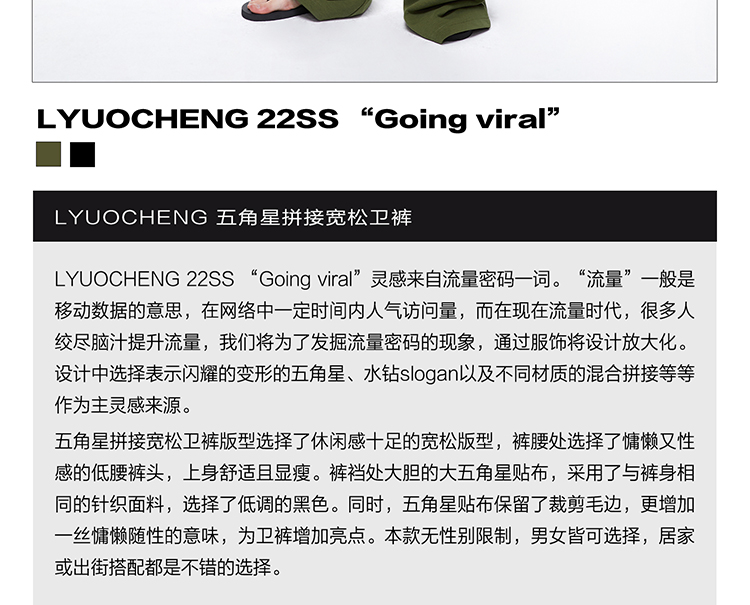 LYUOCHENG 22SS “Going viral”
LYUOCHENG 五角星拼接宽松卫裤
LYUOCHENG 22SS “Going viral”灵感来自流量密码一词。“流量”一般是
移动数据的意思，在网络中一定时间内人气访问量，而在现在流量时代，很多人
绞尽脑汁提升流量，我们将为了发掘流量密码的现象，通过服饰将设计放大化。
设计中选择表示闪耀的变形的五角星、水钻slogan以及不同材质的混合拼接等等
作为主灵感来源。
五角星拼接宽松卫裤版型选择了休闲感十足的宽松版型，裤腰处选择了慵懒又性
感的低腰裤头，上身舒适且显瘦。裤裆处大胆的大五角星贴布，采用了与裤身相
同的针织面料，选择了低调的黑色。同时，五角星贴布保留了裁剪毛边，更增加
一丝慵懒随性的意味，为卫裤增加亮点。本款无性别限制，男女皆可选择，居家
或出街搭配都是不错的选择。